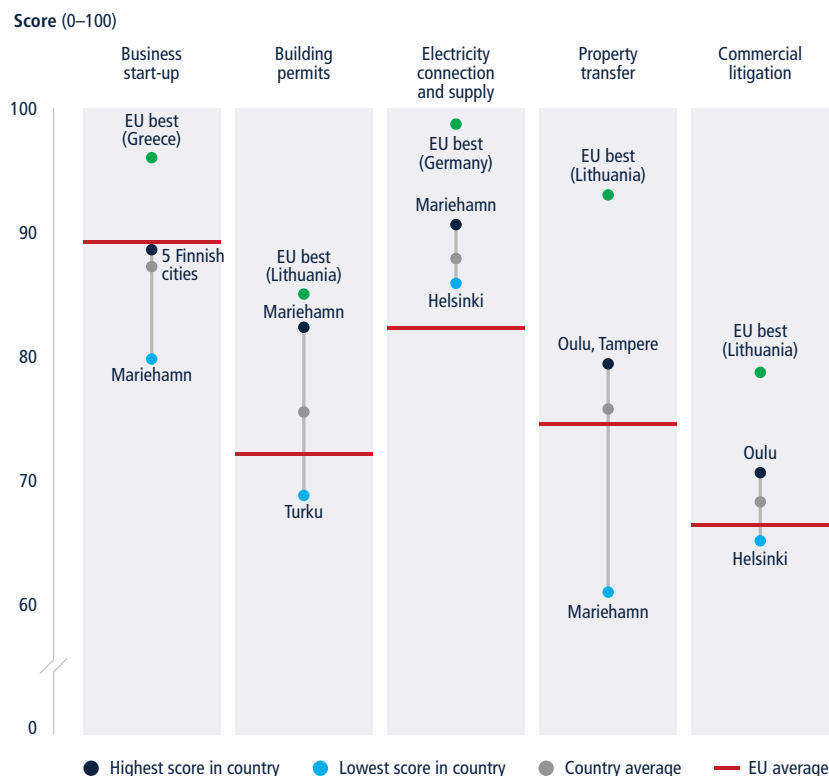 Score (0–100)
Business
start-up
Building
permits
Electricity
connection
and supply
Property
transfer
Commercial
litigation
100
90
80
70
60
0
EU best
(Greece)
5 Finnish
cities
Mariehamn
EU best
(Lithuania)
Mariehamn
Turku
EU best
(Germany)
Mariehamn
Helsinki
EU best
(Lithuania)
Oulu, Tampere
Mariehamn
EU best
(Lithuania)
Oulu
Helsinki
Highest score in country
Lowest score in country
Country average
EU average